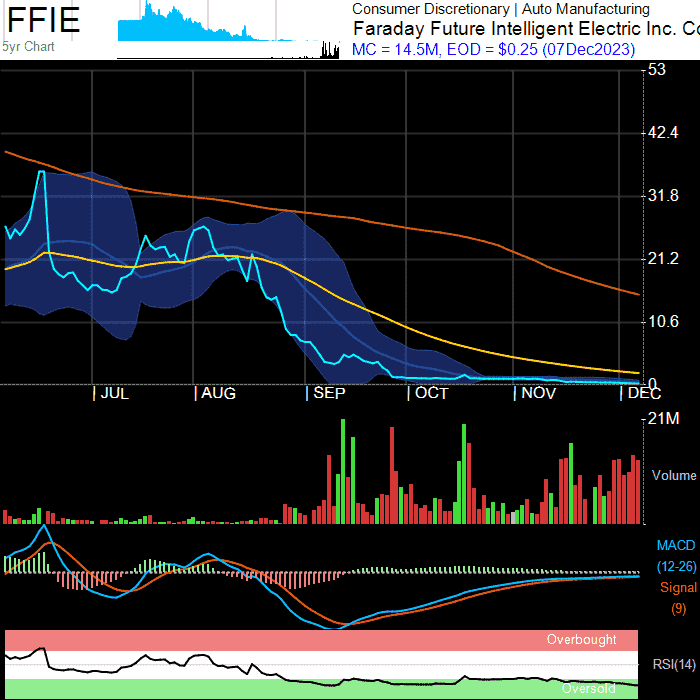 FFIE
5yr Chart
Consumer Discretionary | Auto Manufacturing
Faraday Future Intelligent Electric Inc. Co
MC = 14.5M, EOD = $0.25 (07Dec2023)
53
42.4
31.8
21.2
10.6
0
JUL
AUG
SEP
OCT
NOV
DEC
21M
Volume
MACD
(12-26)
Signal
(9)
Overbought
RSI(14)
Oversold